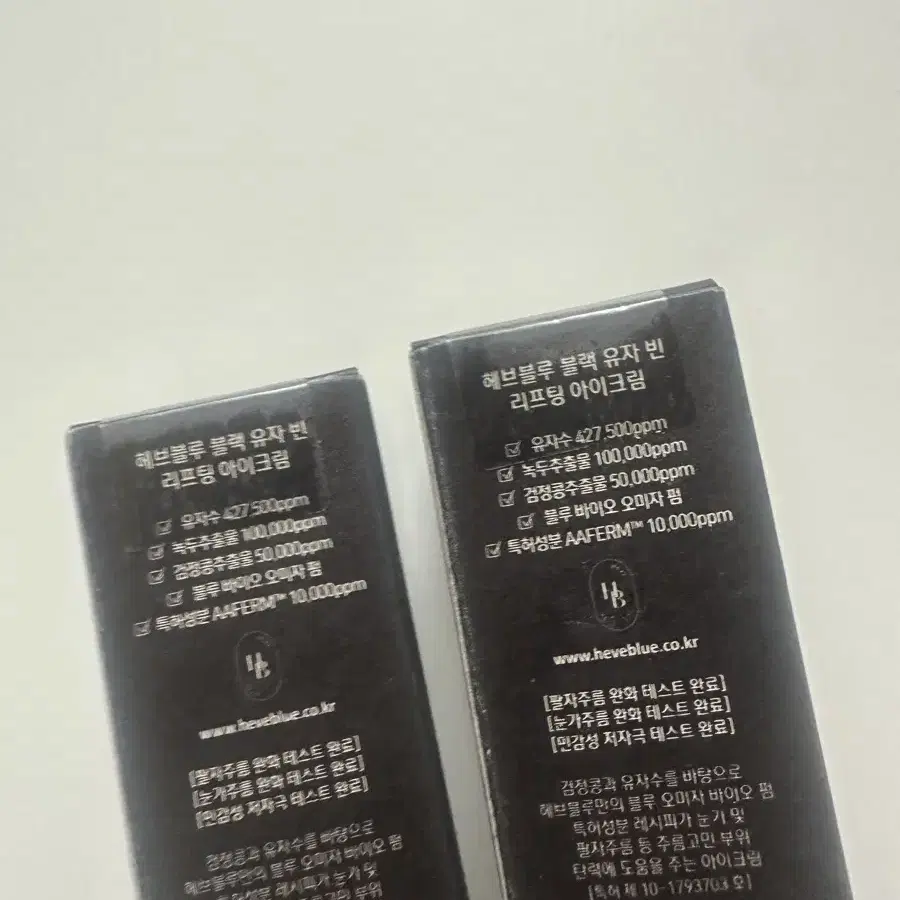 헤브블루 블랙 유자 빈
리프팅 아이크림
유자수 427,500ppm
녹두추출물 100,000ppm
검정콩추출물 50,000ppm
블루 바이오 오미자 펌
특허성분 AAFERM™ 10,000ppm
HB
www.heveblue.co.kr
[팔자주름 완화 테스트 완료]
[눈가주름 완화 테스트 완료]
[민감성 저자극 테스트 완료]
검정콩과 유자수를 바탕으로
헤브블루만의 블루 오미자 바이오 펌
특허성분 레시피가 눈가 및
헤브블루 블랙 유자 빈
리프팅 아이크림
유자수 427,500ppm
녹두추출물 100,000ppm
검정콩추출물 50,000ppm
블루 바이오 오미자 펌
특허성분 AAFERM™ 10,000ppm
HB
www.heveblue.co.kr
[팔자주름 완화 테스트 완료]
[눈가주름 완화 테스트 완료]
[민감성 저자극 테스트 완료]
검정콩과 유자수를 바탕으로
헤브블루만의 블루 오미자 바이오 펌
특허성분 레시피가 눈가 및
팔자주름 등 주름고민 부위
탄력에 도움을 주는 아이크림
[특허 제 10-1793703 호]